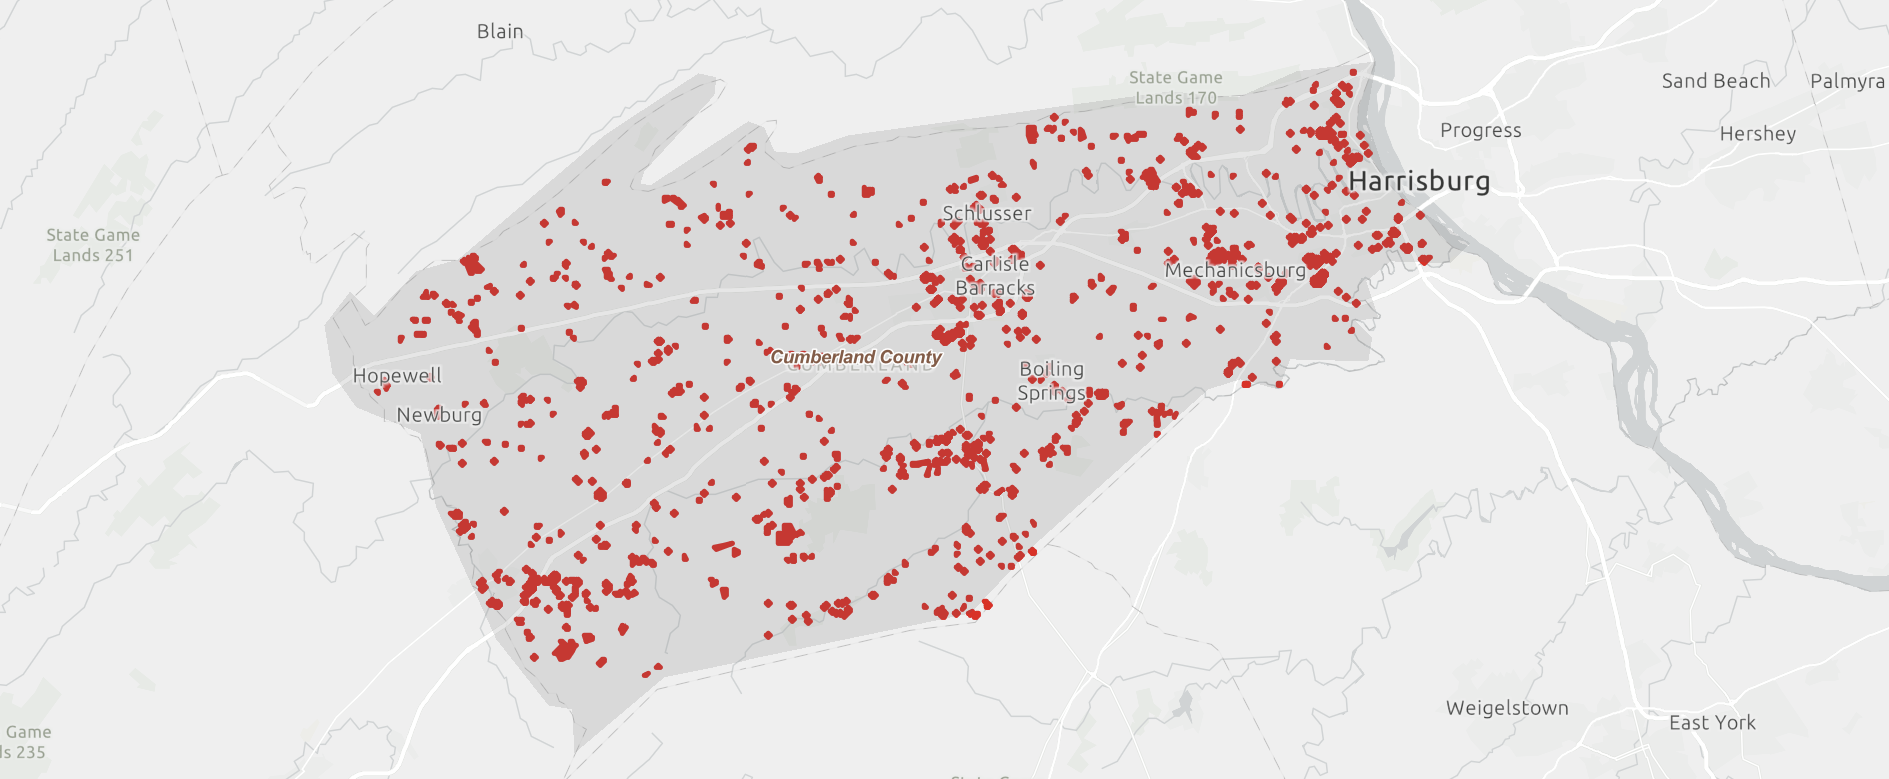 Blain
State Game
Lands 170
Sand Beach
Palmyra
Progress
Hershey
Harrisburg
Schlusser
State Game
Lands 251
Carlisle
Barracks
Mechanicsburg
Cumberland County
CUMBERLAND
Hopewell
Boiling
Springs
Newburg
Weigelstown
East York
Game
ls 235